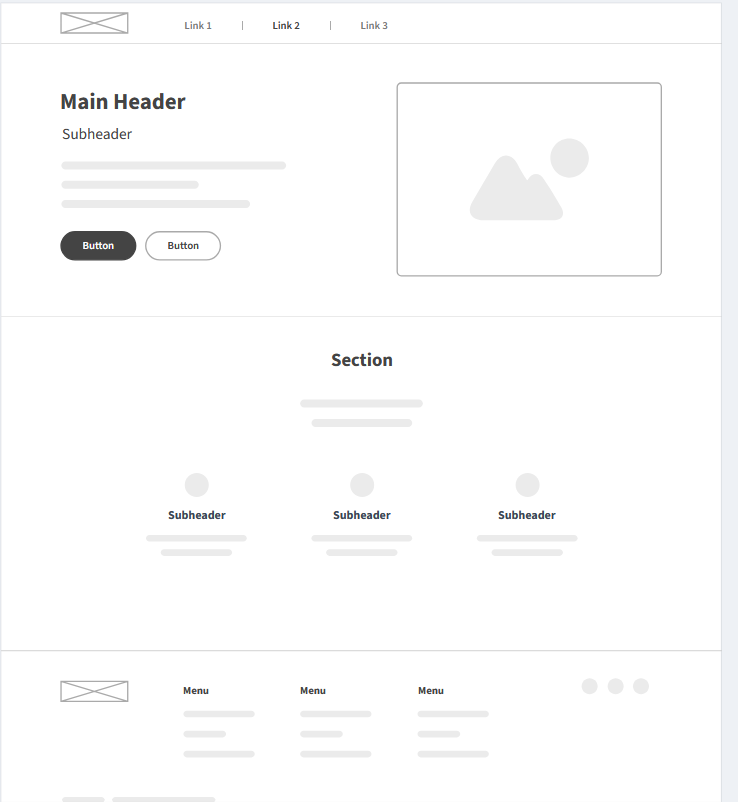 Link 1 | Link 2 | Link 3
Main Header
Subheader
Button Button
Section
Subheader Subheader Subheader
Menu Menu Menu